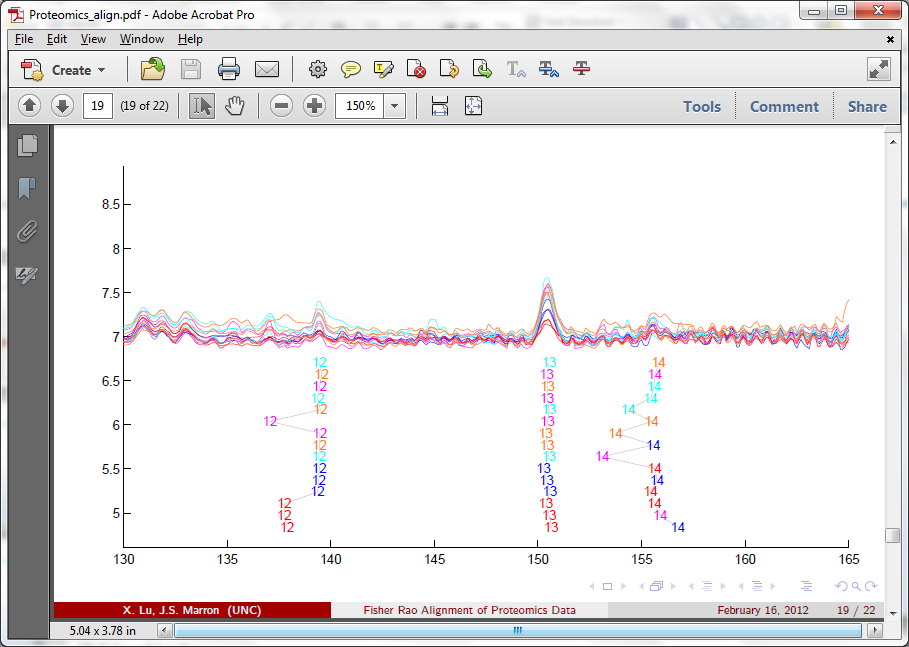 Proteomics_align.pdf - Adobe Acrobat Pro
File Edit View Window Help
Create
19 (19 of 22) 150% Tools Comment Share
8.5
8
7.5
7
12 13 14
12 13 14
6.5 12 13 14
12 13 14
12 13 14
6 12 13 14
12 13 14
12 13 14
12 13 14
5.5 12 13 14
12 13 14
12 13 14
12 13 14
5 12 13 14
12 13 14
130 135 140 145 150 155 160 165
X. Lu, J.S. Marron (UNC) Fisher Rao Alignment of Proteomics Data February 16, 2012 19 / 22
5.04 x 3.78 in